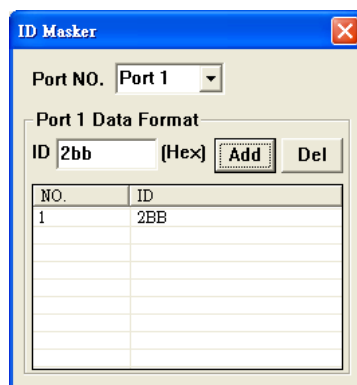 ID Masker
Port NO. Port 1
Port 1 Data Format
ID 2bb (Hex) Add Del
NO. ID
1 2BB